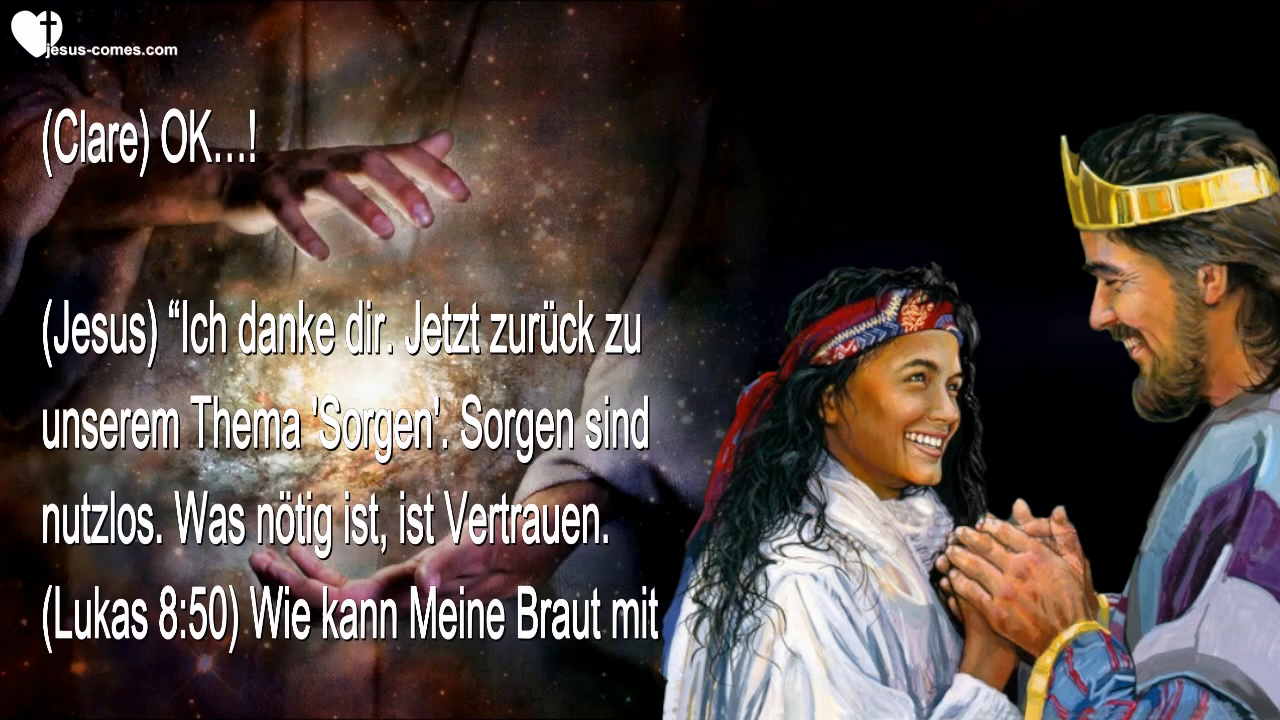 jesus-comes.com
(Clare) OK...!
(Jesus) “Ich danke dir. Jetzt zurück zu
unserem Thema 'Sorgen'. Sorgen sind
nutzlos. Was nötig ist, ist Vertrauen.
(Lukas 8:50) Wie kann Meine Braut mit